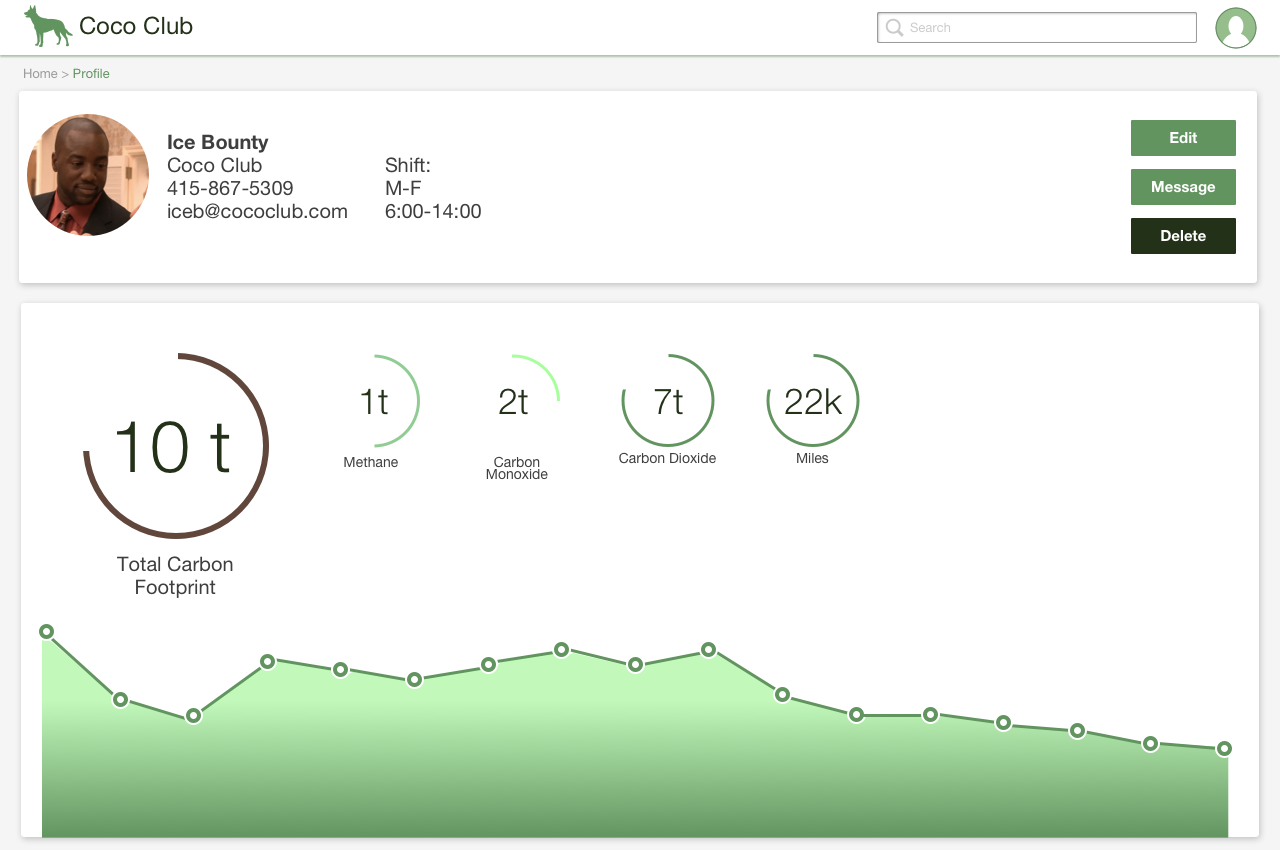 Coco Club
Search
Home > Profile
Ice Bounty
Coco Club
415-867-5309
iceb@cococlub.com
Shift:
M-F
6:00-14:00
Edit
Message
Delete
10 t
Total Carbon
Footprint
1t
Methane
2t
Carbon
Monoxide
7t
Carbon Dioxide
22k
Miles